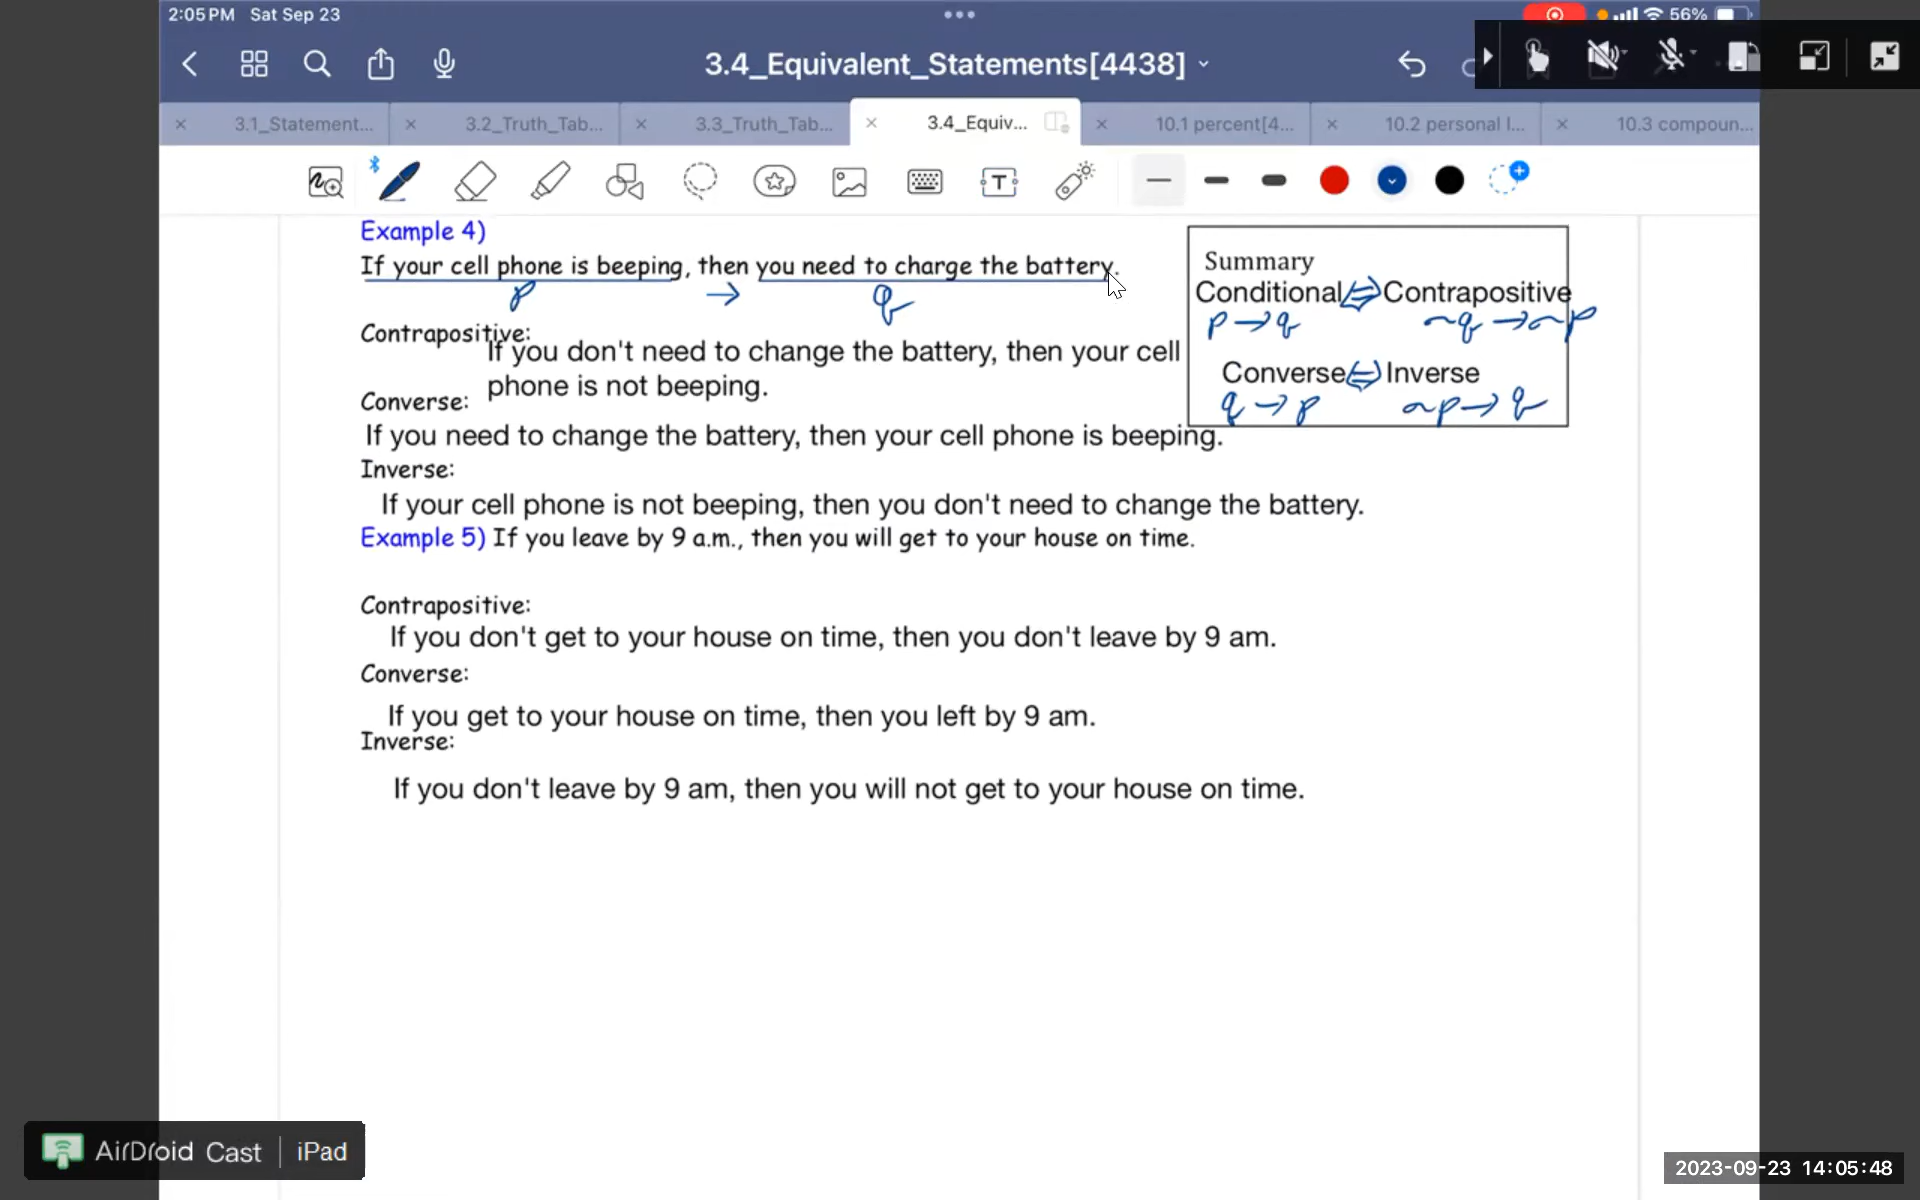 2:05 PM Sat Sep 23
56%
3.4_Equivalent_Statements[4438]
3.1_Statement...
3.2_Truth_Tab...
3.3_Truth_Tab...
3.4_Equiv...
10.1 percent[4...
10.2 personal l...
10.3 compoun...
T
Example 4)
If your cell phone is beeping, then you need to charge the battery.
p → q
Contrapositive:
If you don't need to change the battery, then your cell
phone is not beeping.
Converse:
If you need to change the battery, then your cell phone is beeping.
Inverse:
If your cell phone is not beeping, then you don't need to change the battery.
Example 5) If you leave by 9 a.m., then you will get to your house on time.
Contrapositive:
If you don't get to your house on time, then you don't leave by 9 am.
Converse:
If you get to your house on time, then you left by 9 am.
Inverse:
If you don't leave by 9 am, then you will not get to your house on time.
Summary
Conditional ⇔ Contrapositive
p → q ~q → ~p
Converse ⇔ Inverse
q → p ~p → q
AirDroid Cast | iPad
2023-09-23 14:05:48